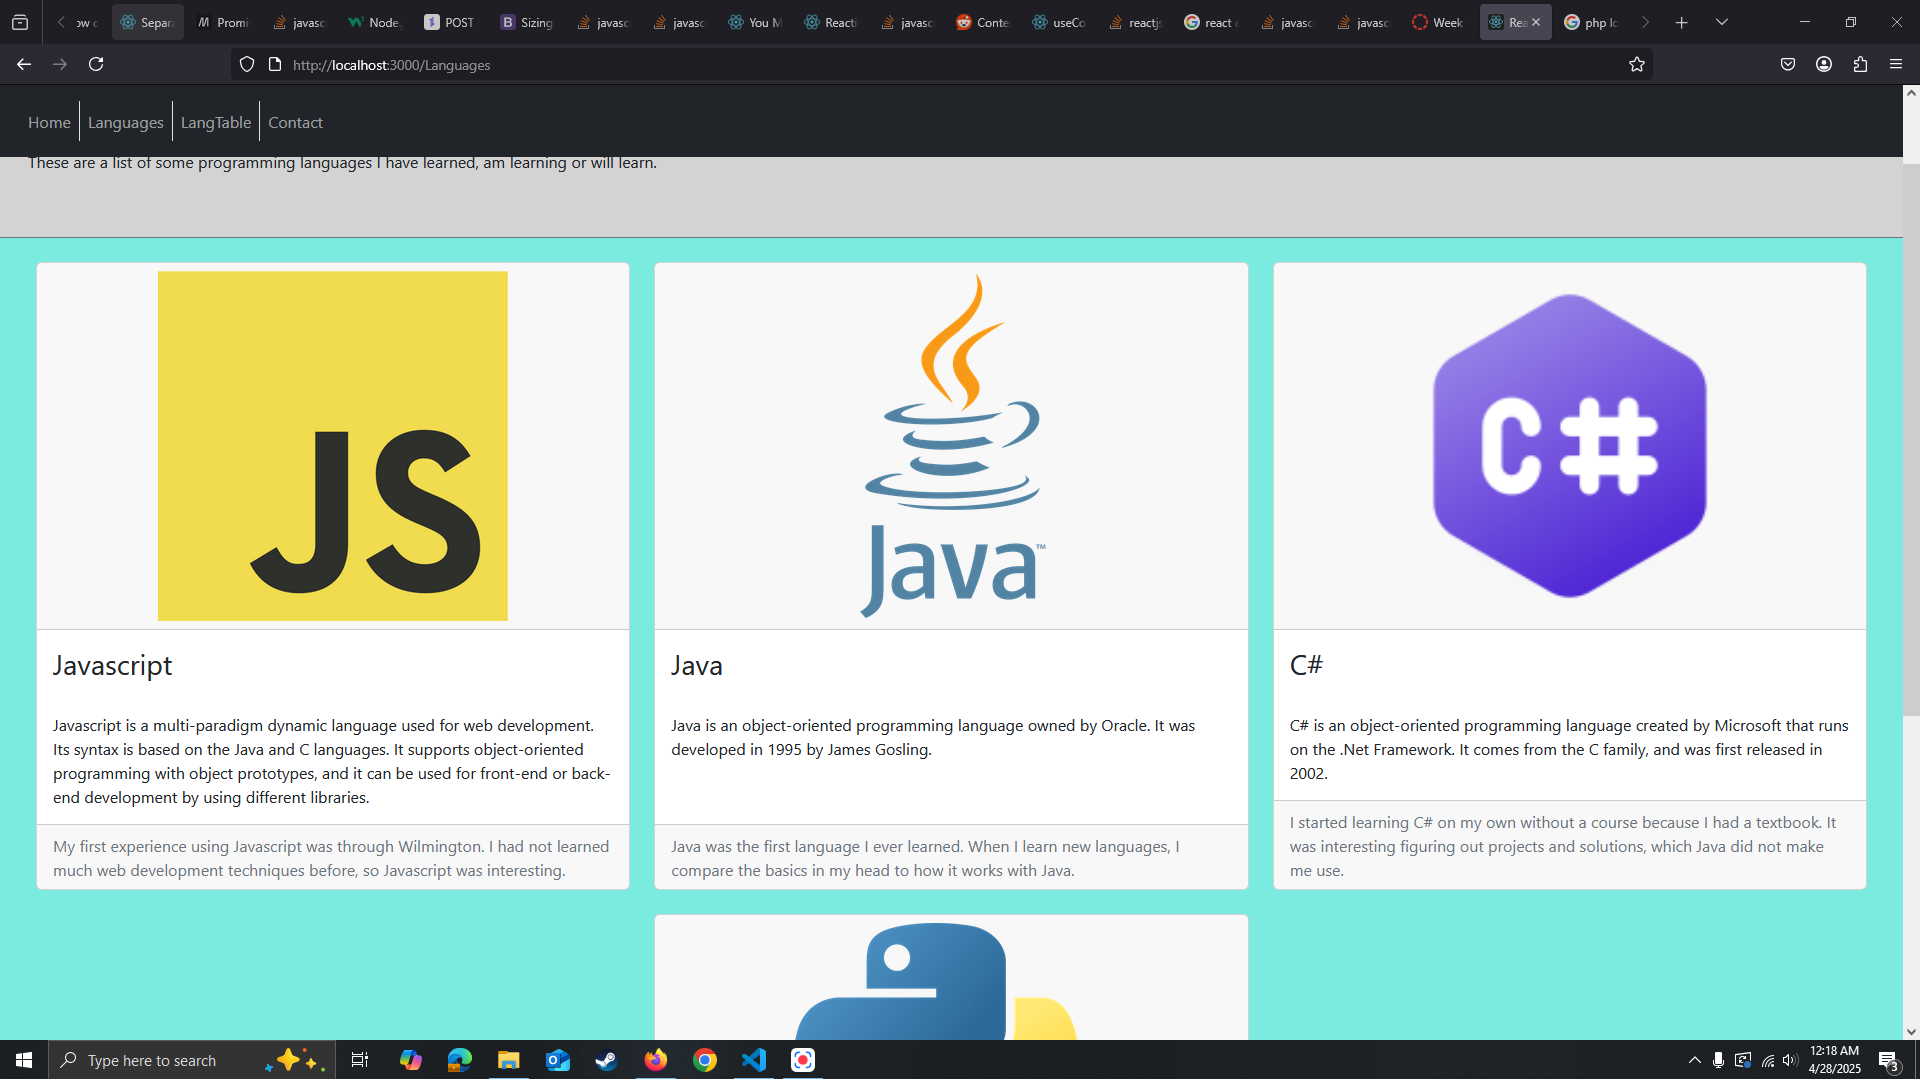 ow c
Separa
Promi
javasc
Node.
POST
Sizing
javasc
javasc
You M
Reacti
javasc
Conte
useCo
reactjs
react c
javasc
javasc
Week
Rea
php lo
http://localhost:3000/Languages
Home
Languages
LangTable
Contact
These are a list of some programming languages I have learned, am learning or will learn.
JS
Java™
C#
Javascript
Javascript is a multi-paradigm dynamic language used for web development.
Its syntax is based on the Java and C languages. It supports object-oriented
programming with object prototypes, and it can be used for front-end or back-
end development by using different libraries.
My first experience using Javascript was through Wilmington. I had not learned
much web development techniques before, so Javascript was interesting.
Java
Java is an object-oriented programming language owned by Oracle. It was
developed in 1995 by James Gosling.
Java was the first language I ever learned. When I learn new languages, I
compare the basics in my head to how it works with Java.
C#
C# is an object-oriented programming language created by Microsoft that runs
on the .Net Framework. It comes from the C family, and was first released in
2002.
I started learning C# on my own without a course because I had a textbook. It
was interesting figuring out projects and solutions, which Java did not make
me use.
Type here to search
12:18 AM
4/28/2025
3